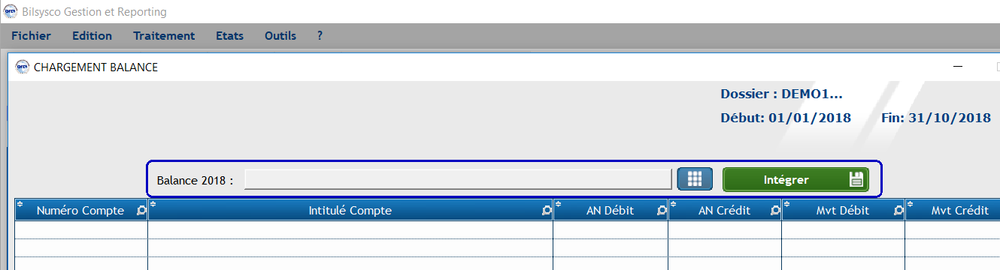 Bilsysco Gestion et Reporting
Fichier Edition Traitement Etats Outils ?
CHARGEMENT BALANCE
Dossier : DEMO1...
Début: 01/01/2018 Fin: 31/10/2018
Balance 2018 : Intégrer
Numéro Compte Intitulé Compte AN Débit AN Crédit Mvt Débit Mvt Crédit